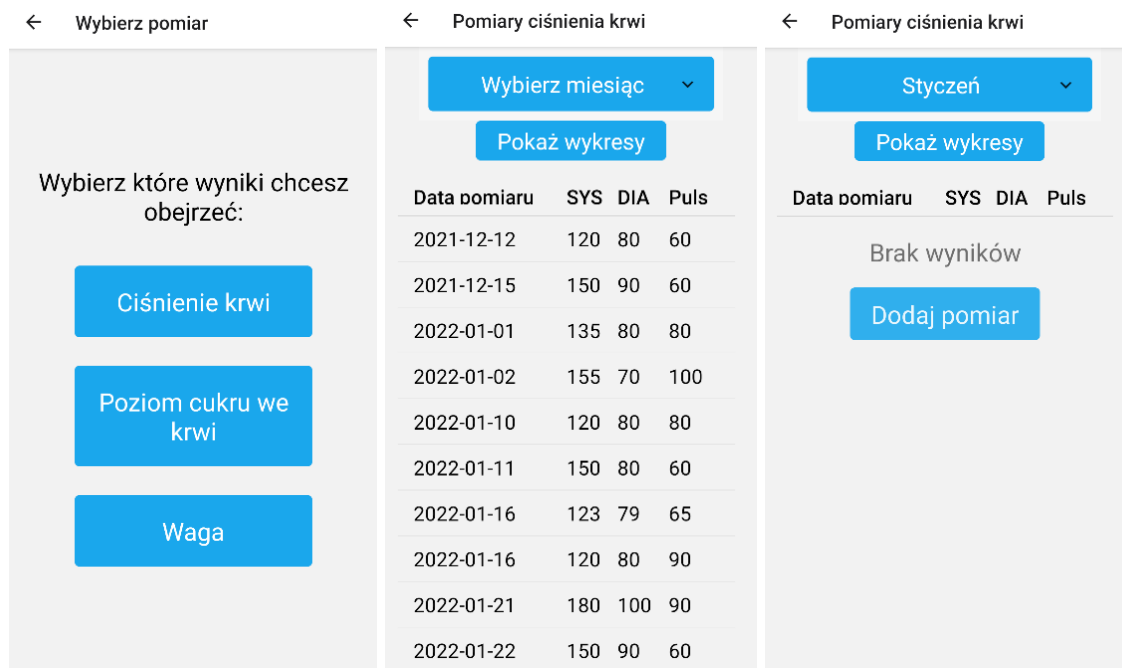 Wybierz pomiar
Wybierz które wyniki chcesz
obejrzeć:
Ciśnienie krwi
Poziom cukru we
krwi
Waga
Pomiary ciśnienia krwi
Wybierz miesiąc
Pokaż wykresy
Data pomiaru SYS DIA Puls
2021-12-12 120 80 60
2021-12-15 150 90 60
2022-01-01 135 80 80
2022-01-02 155 70 100
2022-01-10 120 80 80
2022-01-11 150 80 60
2022-01-16 123 79 65
2022-01-16 120 80 90
2022-01-21 180 100 90
2022-01-22 150 90 60
Pomiary ciśnienia krwi
Styczeń
Pokaż wykresy
Data pomiaru SYS DIA Puls
Brak wyników
Dodaj pomiar